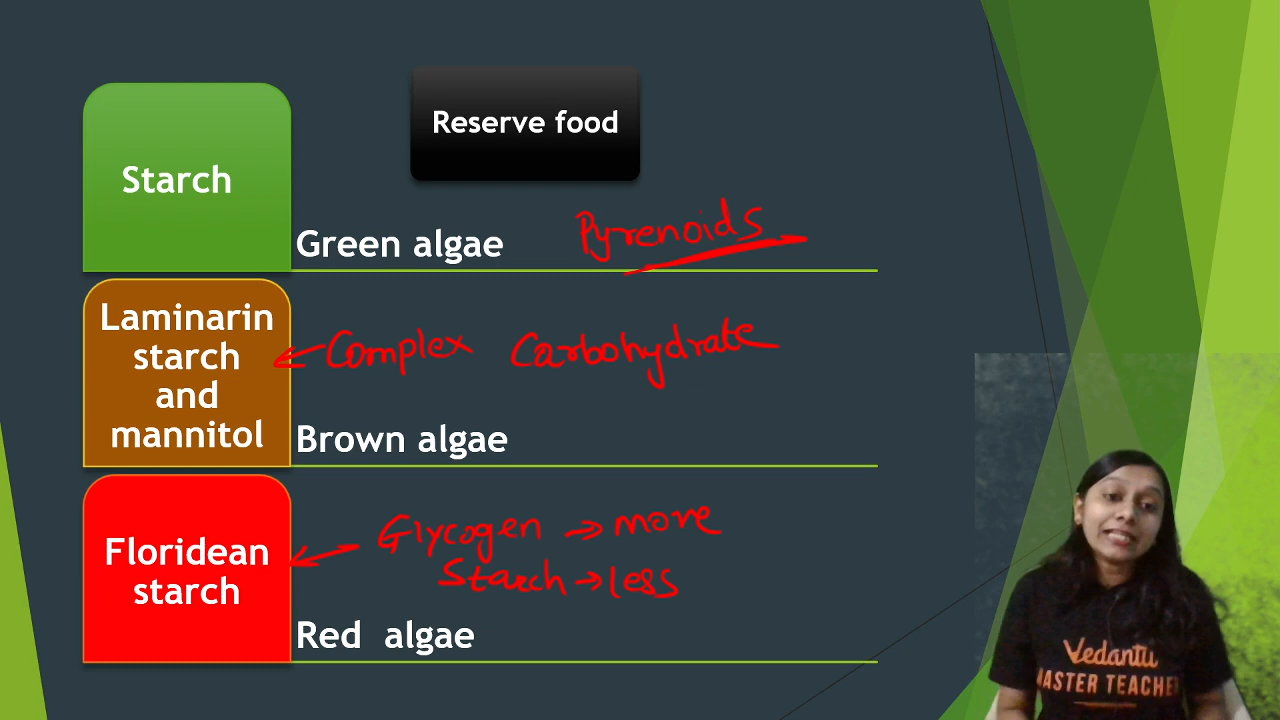 Reserve food
Starch
Green algae Pyrenoids
Laminarin
starch
and
mannitol
Complex Carbohydrate
Brown algae
Floridean
starch
Glycogen → more
Starch → less
Red algae
Vedantu
MASTER TEACHER